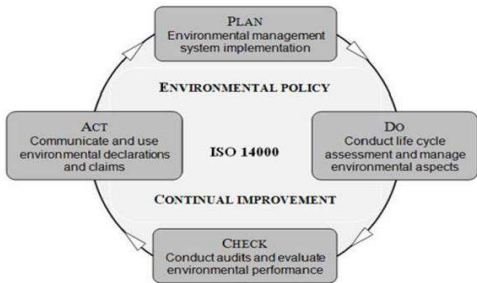 PLAN
Environmental management
system implementation
ENVIRONMENTAL POLICY
ACT
Communicate and use
environmental declarations
and claims
ISO 14000
DO
Conduct life cycle
assessment and manage
environmental aspects
CONTINUAL IMPROVEMENT
CHECK
Conduct audits and evaluate
environmental performance